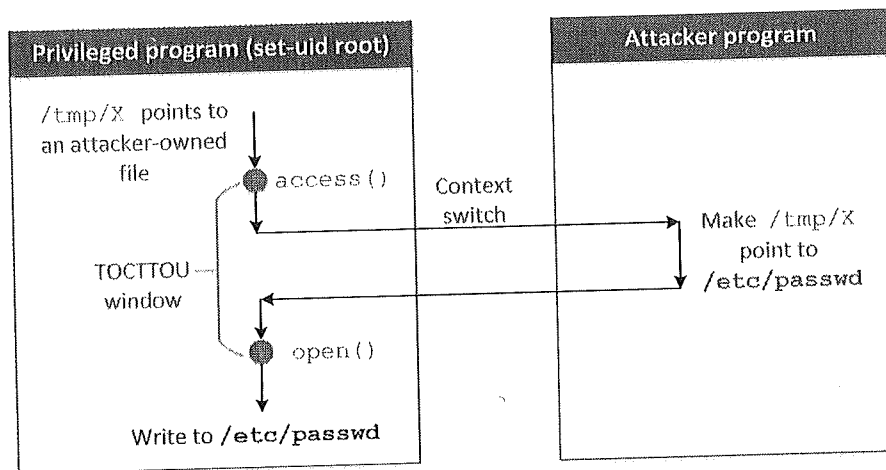 Privileged program (set-uid root)
/tmp/X points to
an attacker-owned
file
access()
TOCTTOU
window
open()
Write to /etc/passwd
Context
switch
Attacker program
Make /tmp/X
point to
/etc/passwd